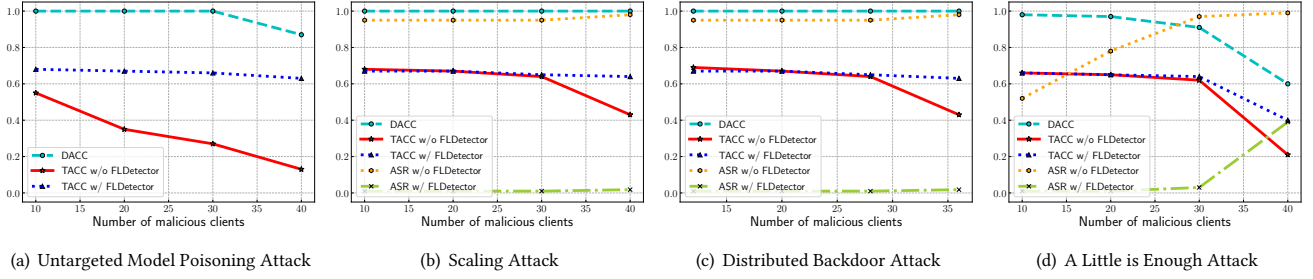 1.0
0.8
0.6
0.4
0.2
0.0
DACC
TACC w/o FLDetector
TACC w/ FLDetector
10 15 20 25 30 35 40
Number of malicious clients
(a) Untargeted Model Poisoning Attack
1.0
0.8
0.6
0.4
0.2
0.0
DACC
TACC w/o FLDetector
TACC w/ FLDetector
ASR w/o FLDetector
ASR w/ FLDetector
10 15 20 25 30 35 40
Number of malicious clients
(b) Scaling Attack
1.0
0.8
0.6
0.4
0.2
0.0
DACC
TACC w/o FLDetector
TACC w/ FLDetector
ASR w/o FLDetector
ASR w/ FLDetector
15 20 25 30 35
Number of malicious clients
(c) Distributed Backdoor Attack
1.0
0.8
0.6
0.4
0.2
0.0
DACC
TACC w/o FLDetector
TACC w/ FLDetector
ASR w/o FLDetector
ASR w/ FLDetector
10 15 20 25 30 35 40
Number of malicious clients
(d) A Little is Enough Attack